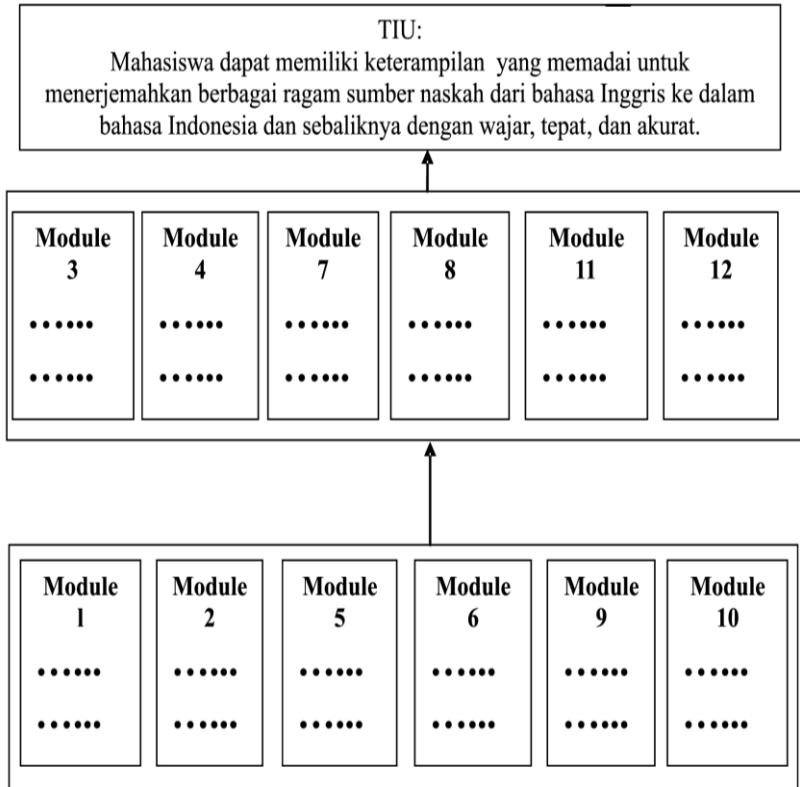 TIU:
Mahasiswa dapat memiliki keterampilan yang memadai untuk
menerjemahkan berbagai ragam sumber naskah dari bahasa Inggris ke dalam
bahasa Indonesia dan sebaliknya dengan wajar, tepat, dan akurat.
Module
3
••••••
••••••
Module
4
••••••
••••••
Module
7
••••••
••••••
Module
8
••••••
••••••
Module
11
••••••
••••••
Module
12
••••••
••••••
Module
1
••••••
••••••
Module
2
••••••
••••••
Module
5
••••••
••••••
Module
6
••••••
••••••
Module
9
••••••
••••••
Module
10
••••••
••••••